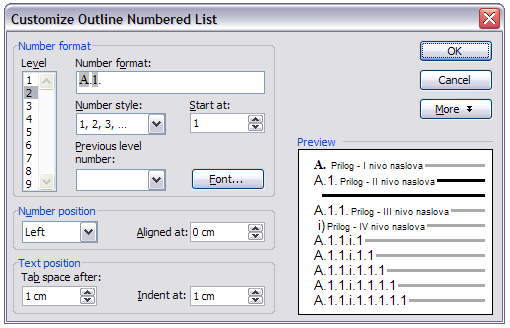 Customize Outline Numbered List
Number format
Level
1
2
3
4
5
6
7
8
9
Number format:
A.1.
Number style:
1, 2, 3, ...
Start at:
1
Previous level
number:
Font...
OK
Cancel
More
Number position
Left
Aligned at:
0 cm
Text position
Tab space after:
1 cm
Indent at:
1 cm
Preview
A. Prilog - I nivo naslova
A.1. Prilog - II nivo naslova
A.1.1. Prilog - III nivo naslova
i) Prilog - IV nivo naslova
A.1.1.i.1
A.1.1.i.1.1
A.1.1.i.1.1.1
A.1.1.i.1.1.1.1
A.1.1.i.1.1.1.1.1